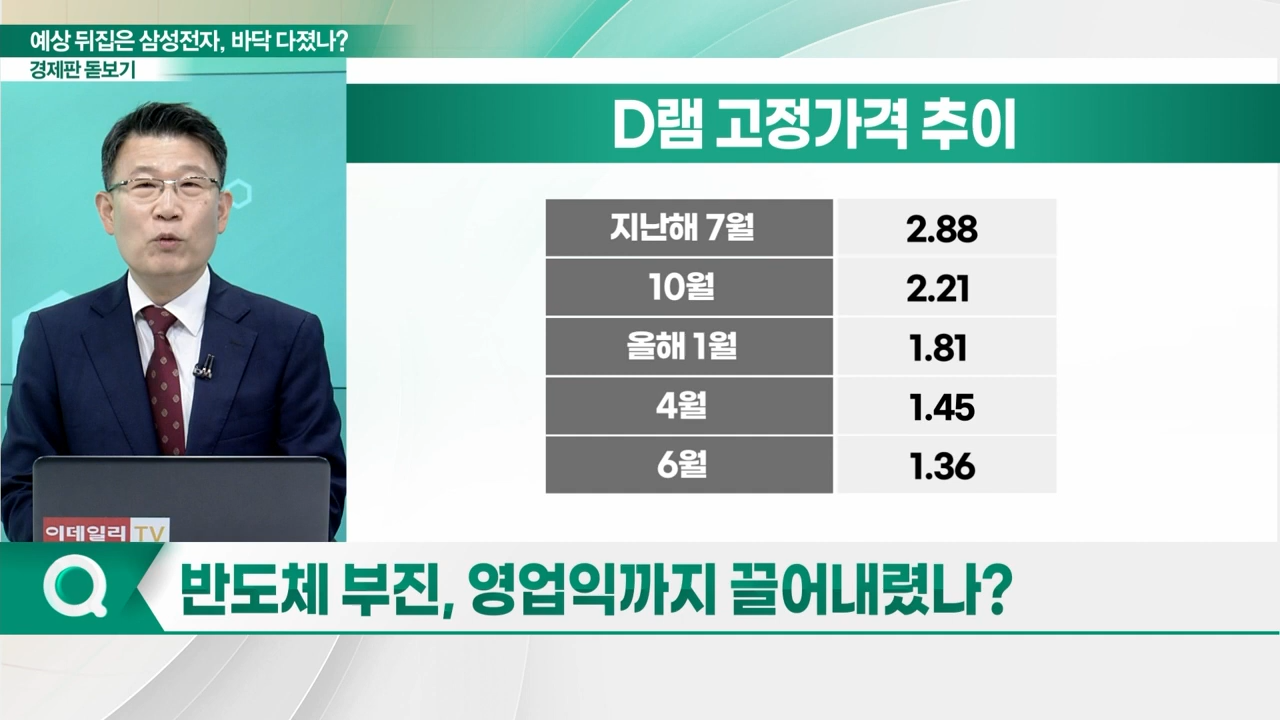 예상 뒤집은 삼성전자, 바닥 다졌나?
경제판 돋보기
D램 고정가격 추이
지난해 7월 2.88
10월 2.21
올해 1월 1.81
4월 1.45
6월 1.36
이데일리 TV
Q 반도체 부진, 영업익까지 끌어내렸나?